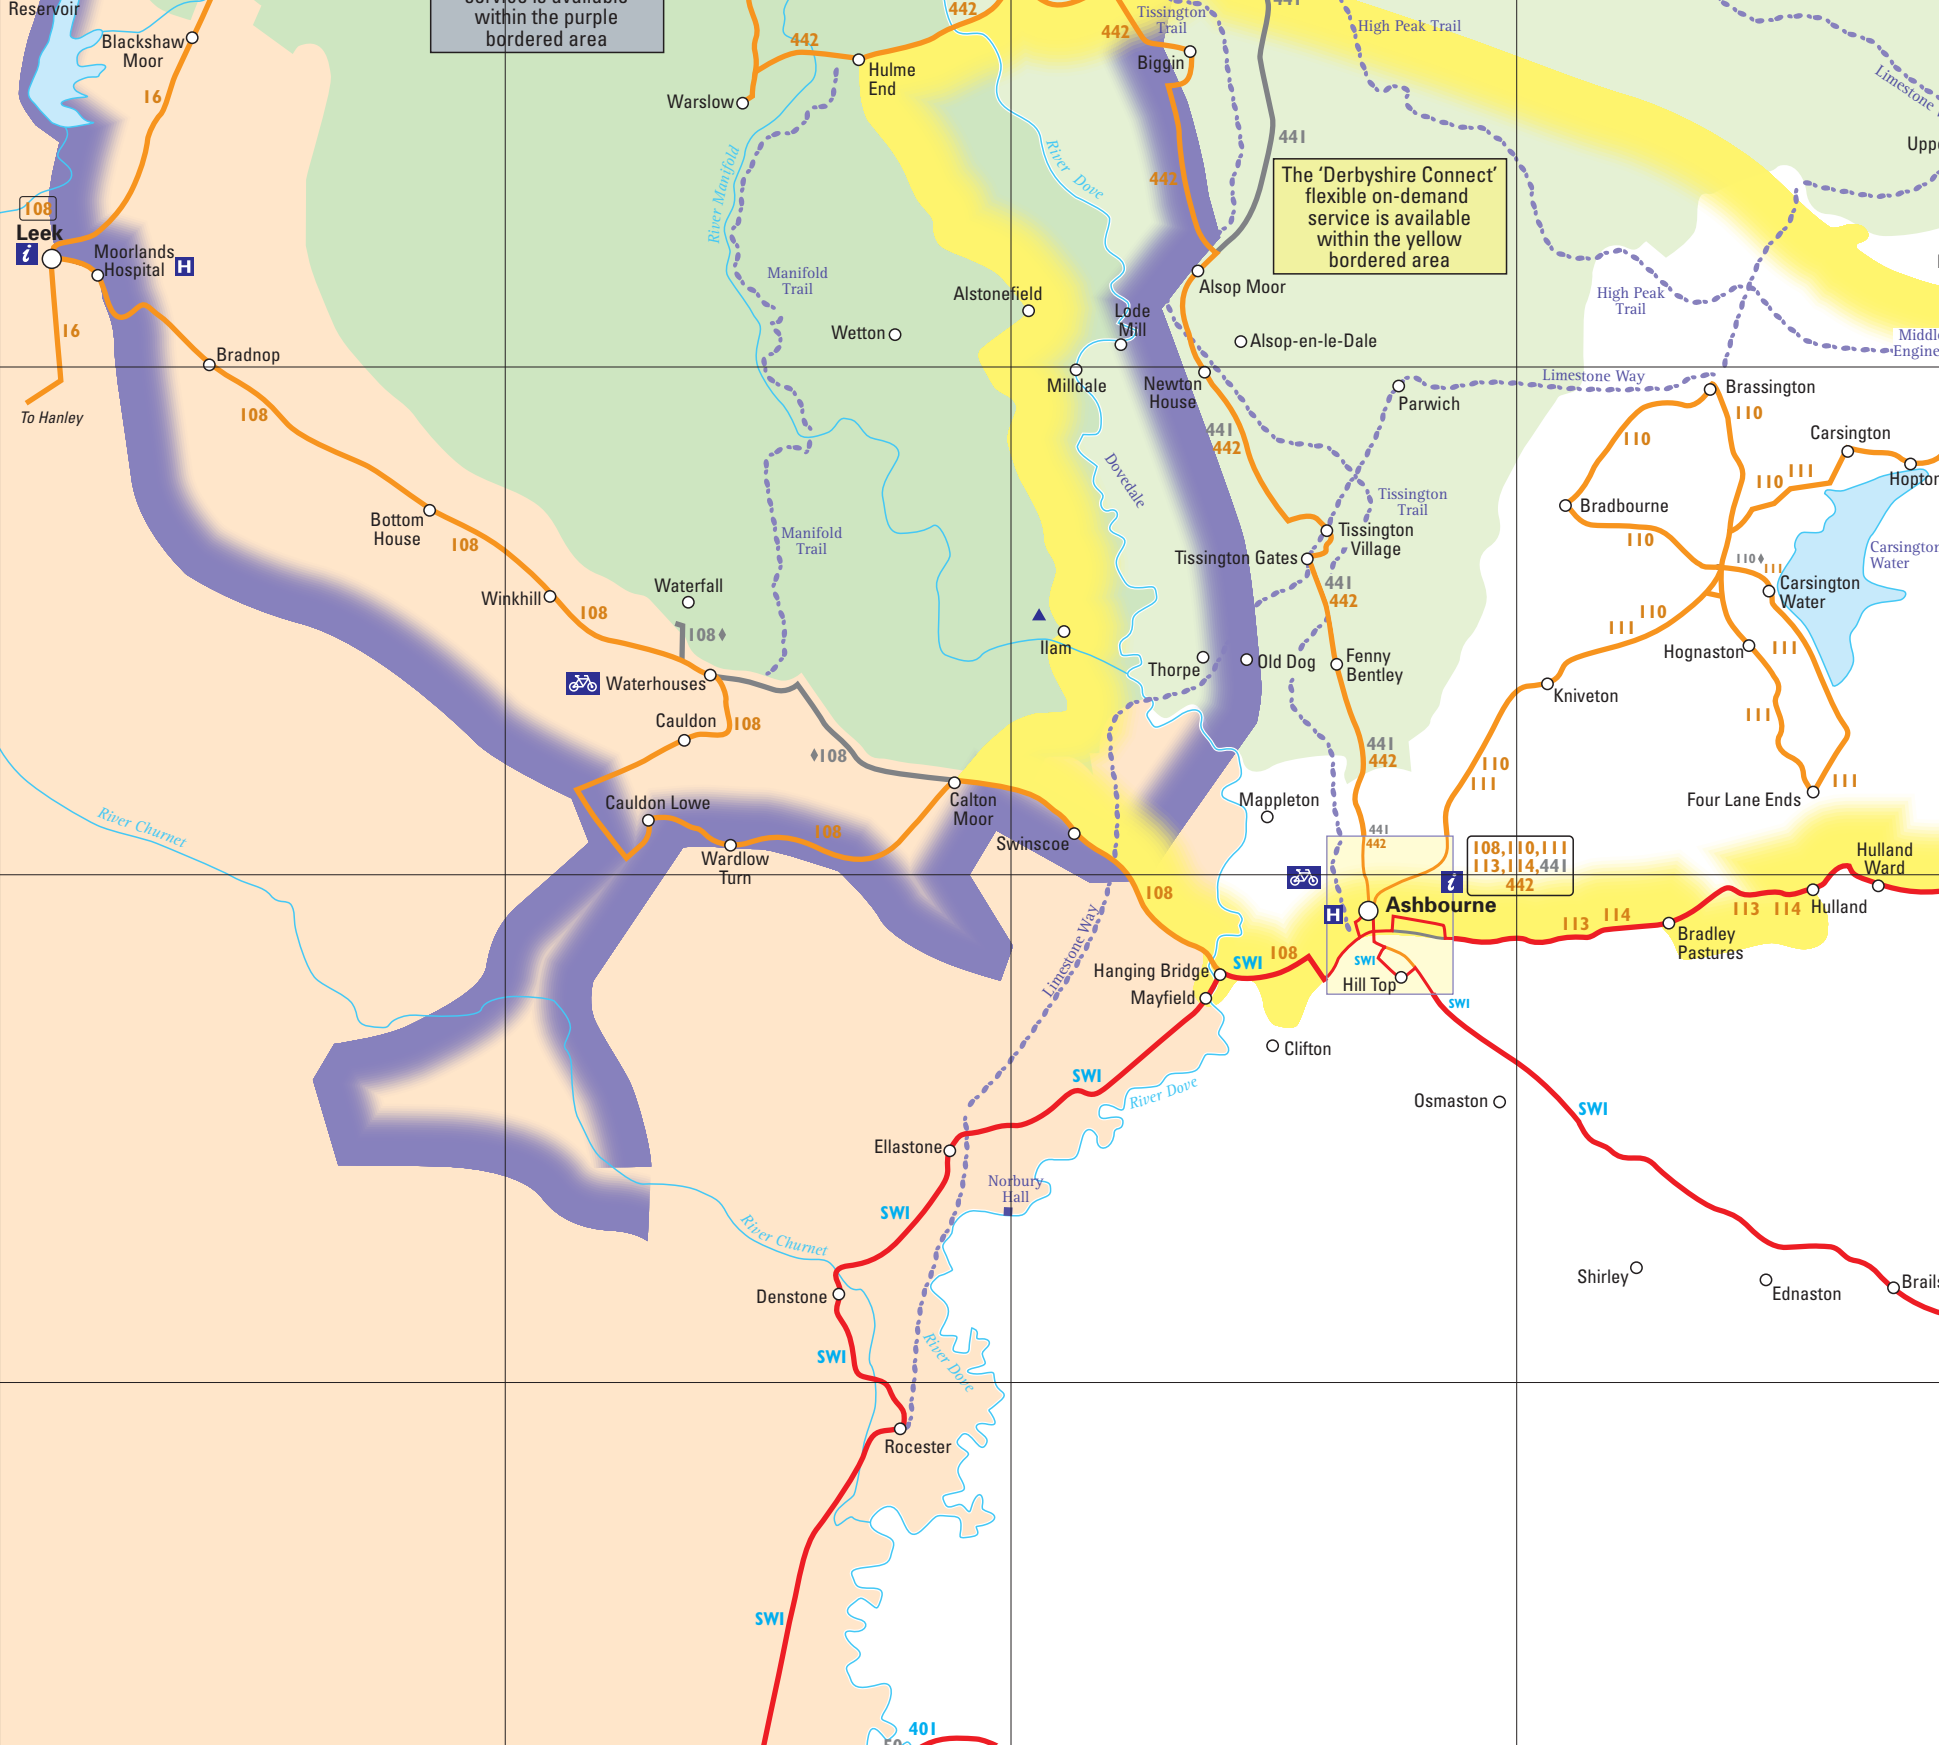 Reservoir
Blackshaw
Moor
16
within the purple
bordered area
442
442
Hulme
End
Warslow
442
Tissington
Trail
Biggin
441
High Peak Trail
Limestone
441
River Manifold
River Dove
442
The ‘Derbyshire Connect’
flexible on-demand
service is available
within the yellow
bordered area
108
Leek
i
Moorlands
Hospital
H
16
To Hanley
Bradnop
108
Manifold
Trail
Alstonefield
Wetton
Lode
Mill
Alsop Moor
Alsop-en-le-Dale
High Peak
Trail
Milldale
Newton
House
Limestone Way
Parwich
Brassington
110
110
Carsington
Hopton
110
111
441
442
Dovedale
Tissington
Trail
Bradbourne
110
Bottom
House
108
Manifold
Trail
Tissington
Village
Tissington Gates
441
442
110♦
111
Carsington
Water
Carsington
Water
Winkhill
108
Waterfall
108♦
Ilam
Thorpe
Old Dog
Fenny
Bentley
110
111
Hognaston
111
Waterhouses
Kniveton
Cauldon
108
♦108
441
442
110
111
111
111
Four Lane Ends
River Churnet
Cauldon Lowe
108
Wardlow
Turn
Calton
Moor
Swinscoe
Mappleton
441
442
108,110,111
113,114,441
442
i
Hulland
Ward
108
H
Ashbourne
113
114
Bradley
Pastures
113
114
Hulland
Limestone Way
Hanging Bridge
SWI
108
SWI
Hill Top
SWI
Mayfield
Clifton
SWI
River Dove
Osmaston
SWI
Ellastone
Norbury
Hall
SWI
River Churnet
Denstone
Shirley
Ednaston
SWI
River Dove
Rocester
SWI
401